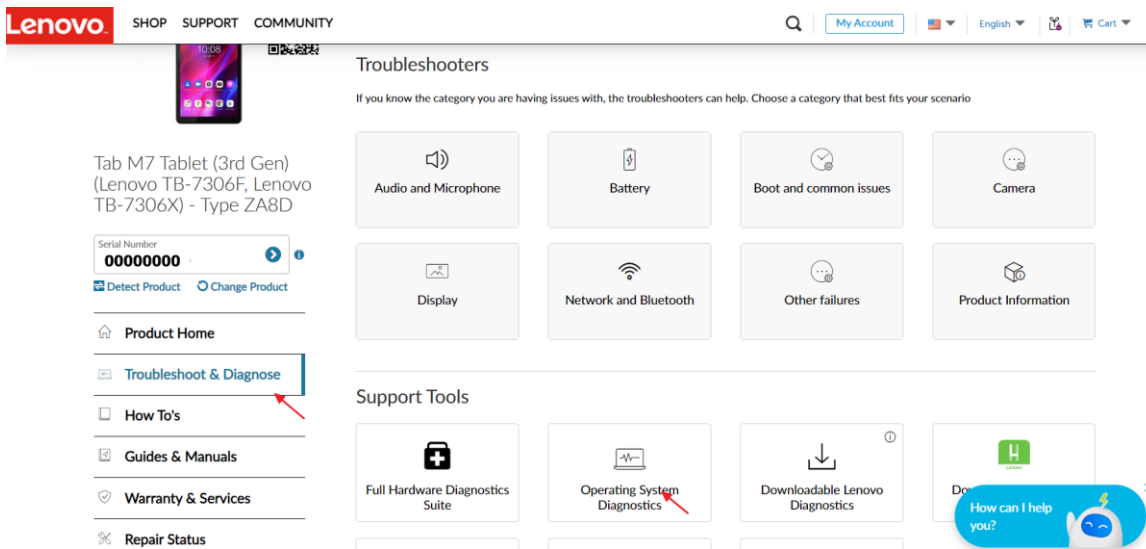 Lenovo
SHOP SUPPORT COMMUNITY
My Account
English
Cart
10:08
Troubleshooters
If you know the category you are having issues with, the troubleshooters can help. Choose a category that best fits your scenario
Tab M7 Tablet (3rd Gen)
(Lenovo TB-7306F, Lenovo
TB-7306X) - Type ZA8D
Serial Number
00000000
Detect Product Change Product
Product Home
Troubleshoot & Diagnose
How To's
Guides & Manuals
Warranty & Services
Repair Status
Audio and Microphone
Battery
Boot and common issues
Camera
Display
Network and Bluetooth
Other failures
Product Information
Support Tools
Full Hardware Diagnostics
Suite
Operating System
Diagnostics
Downloadable Lenovo
Diagnostics
How can I help
you?